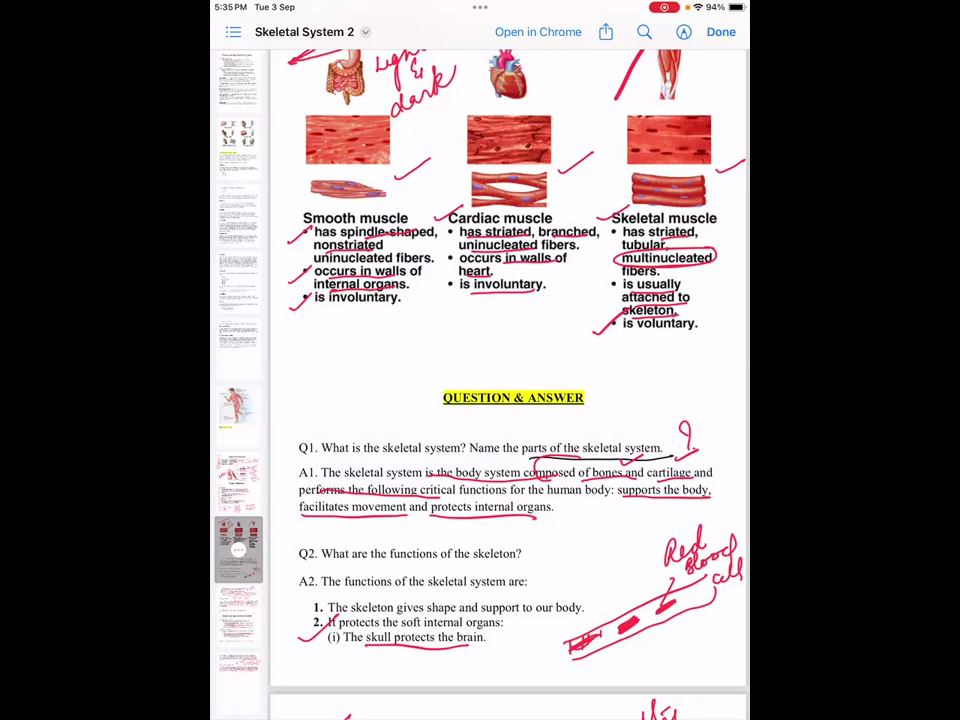 5:35 PM Tue 3 Sep
94%
Skeletal System 2
Open in Chrome
Done
Light
&
dark
Smooth muscle
• has spindle-shaped,
nonstriated
uninucleated fibers.
• occurs in walls of
internal organs.
• is involuntary.
Cardiac muscle
• has striated, branched,
uninucleated fibers.
• occurs in walls of
heart.
• is involuntary.
Skeletal muscle
• has striated,
tubular,
multinucleated
fibers.
• is usually
attached to
skeleton.
• is voluntary.
QUESTION & ANSWER
Q1. What is the skeletal system? Name the parts of the skeletal system.
A1. The skeletal system is the body system composed of bones and cartilage and
performs the following critical functions for the human body: supports the body,
facilitates movement and protects internal organs.
Q2. What are the functions of the skeleton?
A2. The functions of the skeletal system are:
1. The skeleton gives shape and support to our body.
2. It protects the soft internal organs:
(i) The skull protects the brain.
Red
Blood
cell